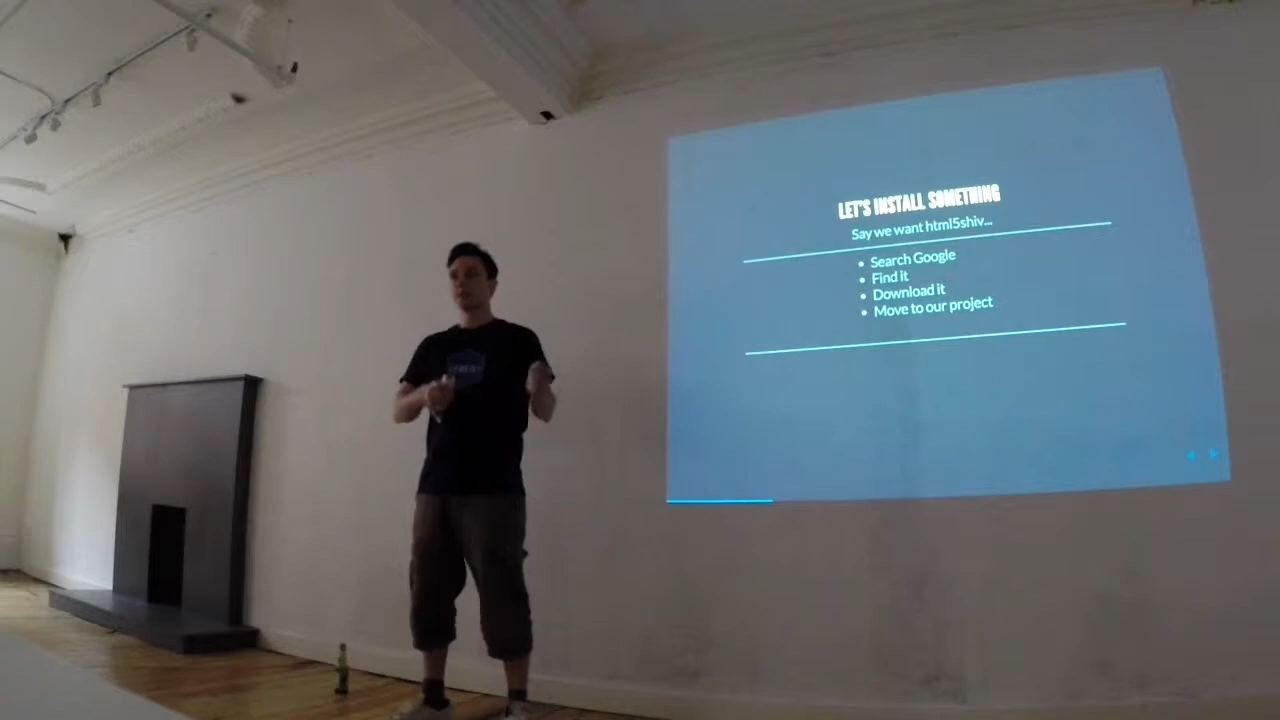 LET'S INSTALL SOMETHING
Say we want html5shiv...
Search Google
Find it
Download it
Move to our project